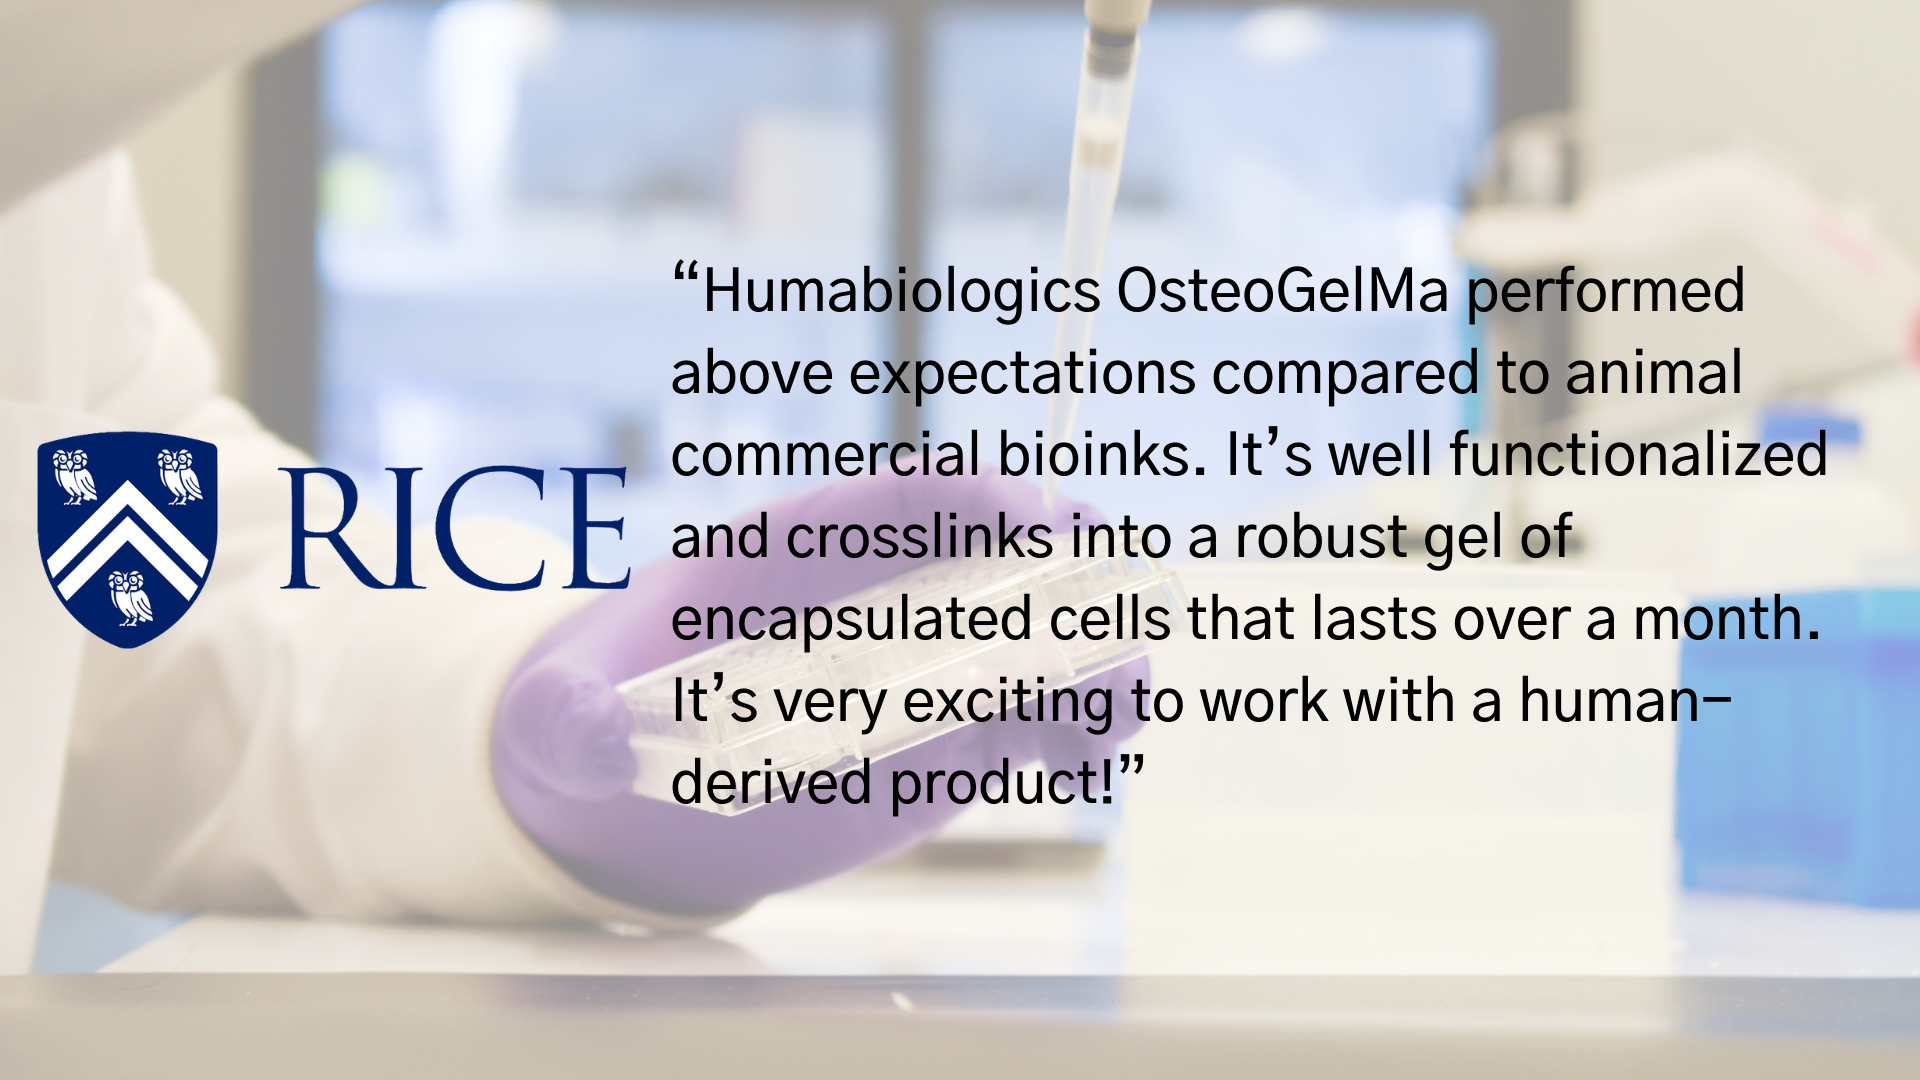 RICE
“Humabiologics OsteoGelMa performed
above expectations compared to animal
commercial bioinks. It’s well functionalized
and crosslinks into a robust gel of
encapsulated cells that lasts over a month.
It’s very exciting to work with a human-
derived product!”